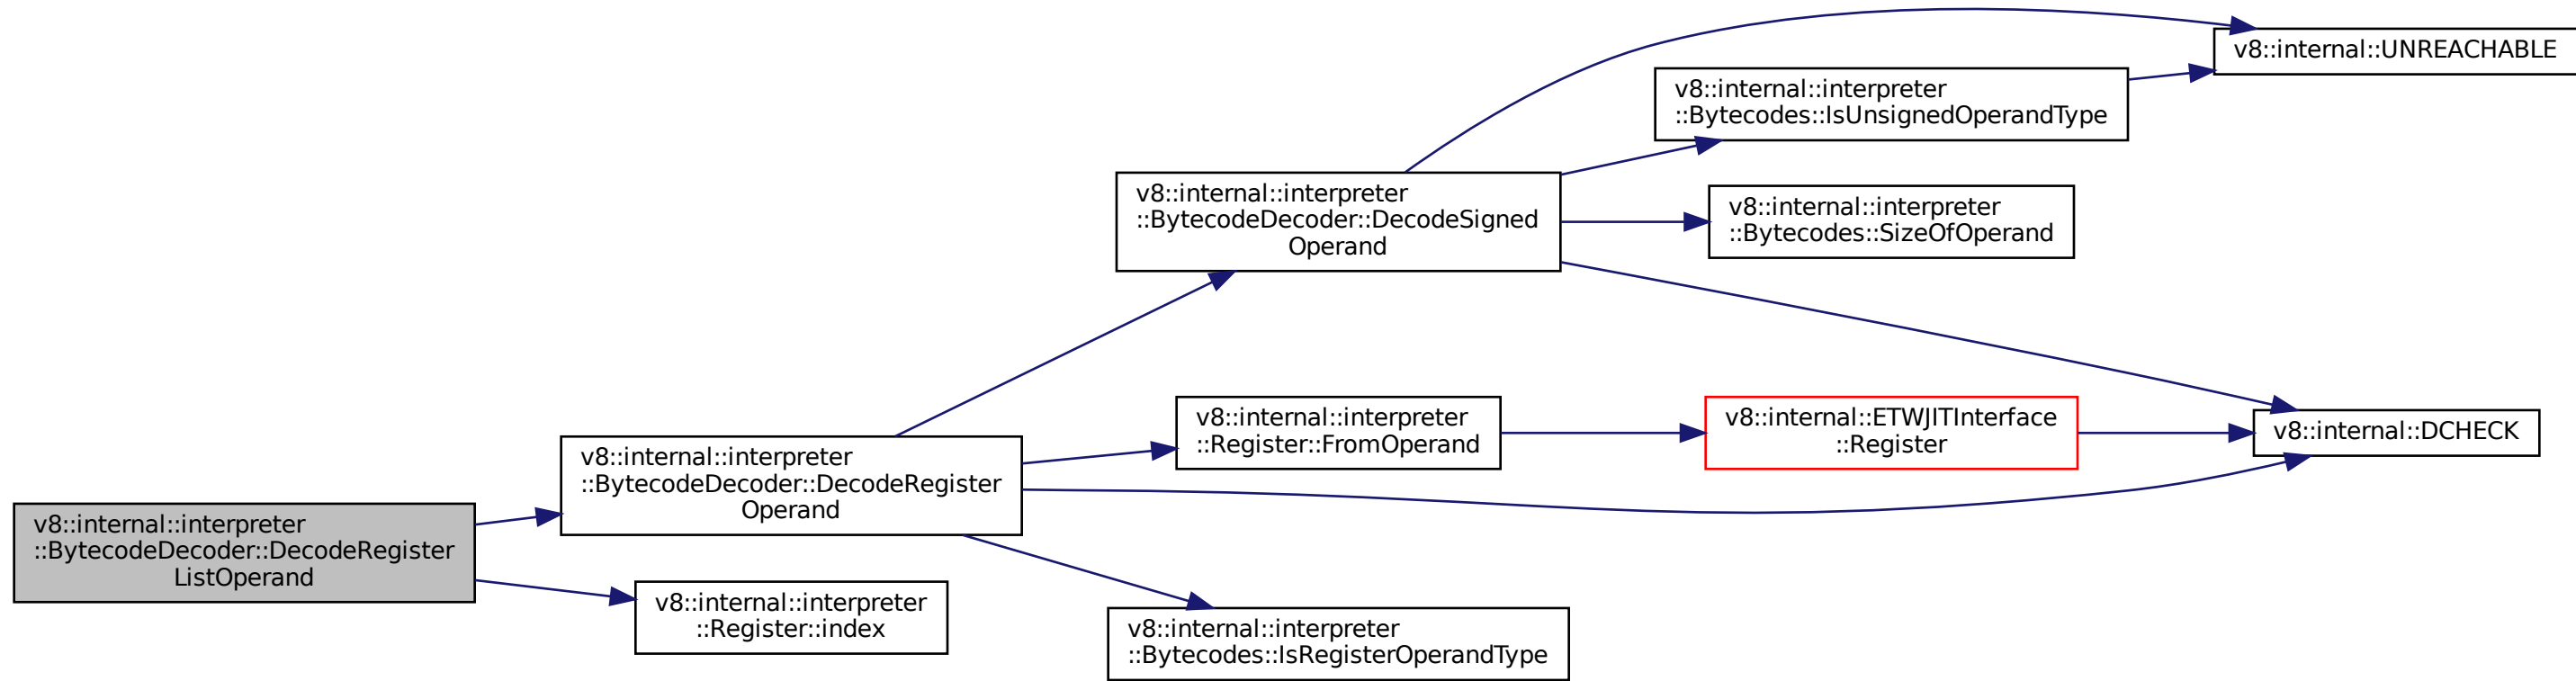 v8::internal::interpreter
::BytecodeDecoder::DecodeRegister
ListOperand
v8::internal::interpreter
::BytecodeDecoder::DecodeRegister
Operand
v8::internal::interpreter
::Register::index
v8::internal::interpreter
::BytecodeDecoder::DecodeSigned
Operand
v8::internal::interpreter
::Register::FromOperand
v8::internal::interpreter
::Bytecodes::IsRegisterOperandType
v8::internal::interpreter
::Bytecodes::IsUnsignedOperandType
v8::internal::interpreter
::Bytecodes::SizeOfOperand
v8::internal::ETWJITInterface
::Register
v8::internal::UNREACHABLE
v8::internal::DCHECK